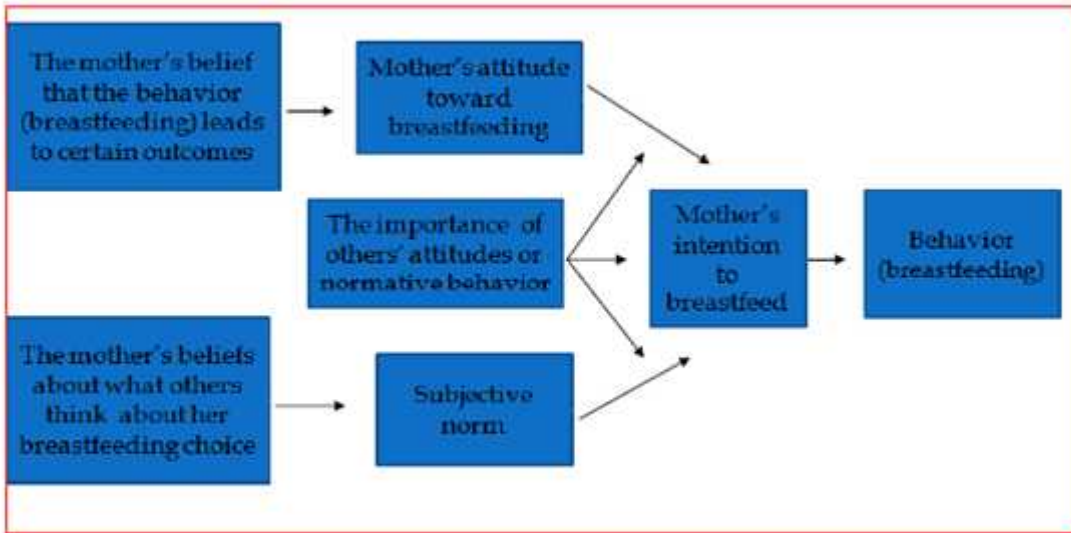 The mother's belief
that the behavior
(breastfeeding) leads
to certain outcomes
Mother's attitude
toward
breastfeeding
The importance of
others' attitudes or
normative behavior
Mother's
intention
to
breastfeed
Behavior
(breastfeeding)
The mother's beliefs
about what others
think about her
breastfeeding choice
Subjective
norm